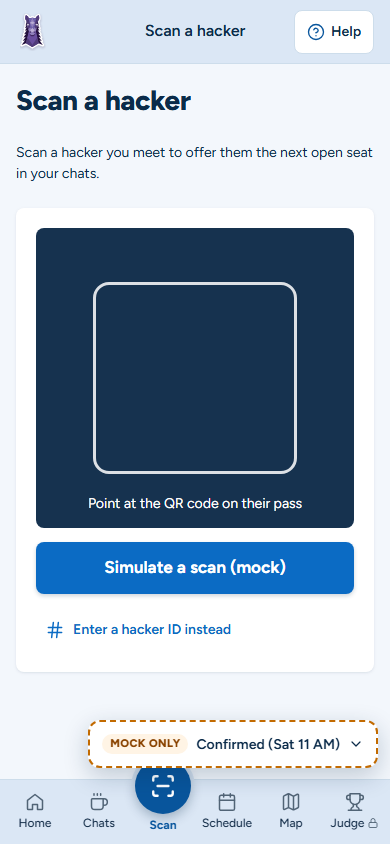 Scan a hacker
Help
Scan a hacker
Scan a hacker you meet to offer them the next open seat
in your chats.
Point at the QR code on their pass
Simulate a scan (mock)
Enter a hacker ID instead
MOCK ONLY Confirmed (Sat 11 AM)
Home Chats Scan Schedule Map Judge